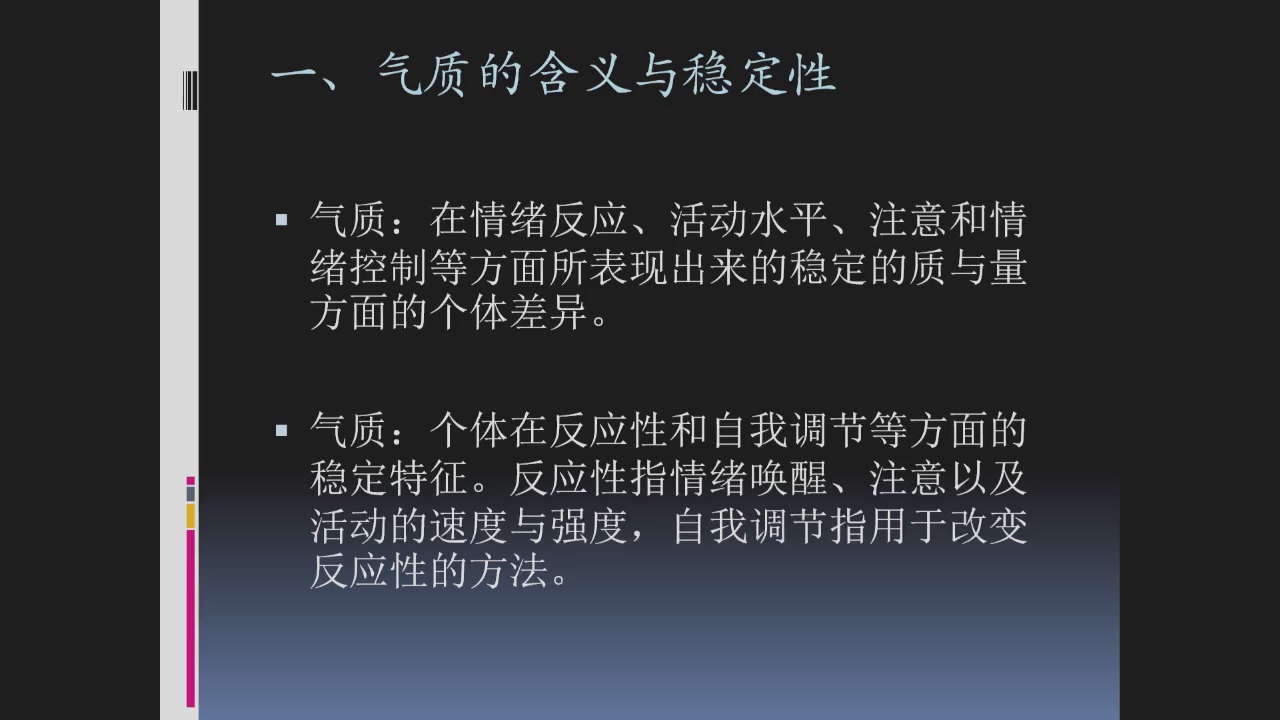 一、气质的含义与稳定性
气质：在情绪反应、活动水平、注意和情
绪控制等方面所表现出来的稳定的质与量
方面的个体差异。
气质：个体在反应性和自我调节等方面的
稳定特征。反应性指情绪唤醒、注意以及
活动的速度与强度，自我调节指用于改变
反应性的方法。